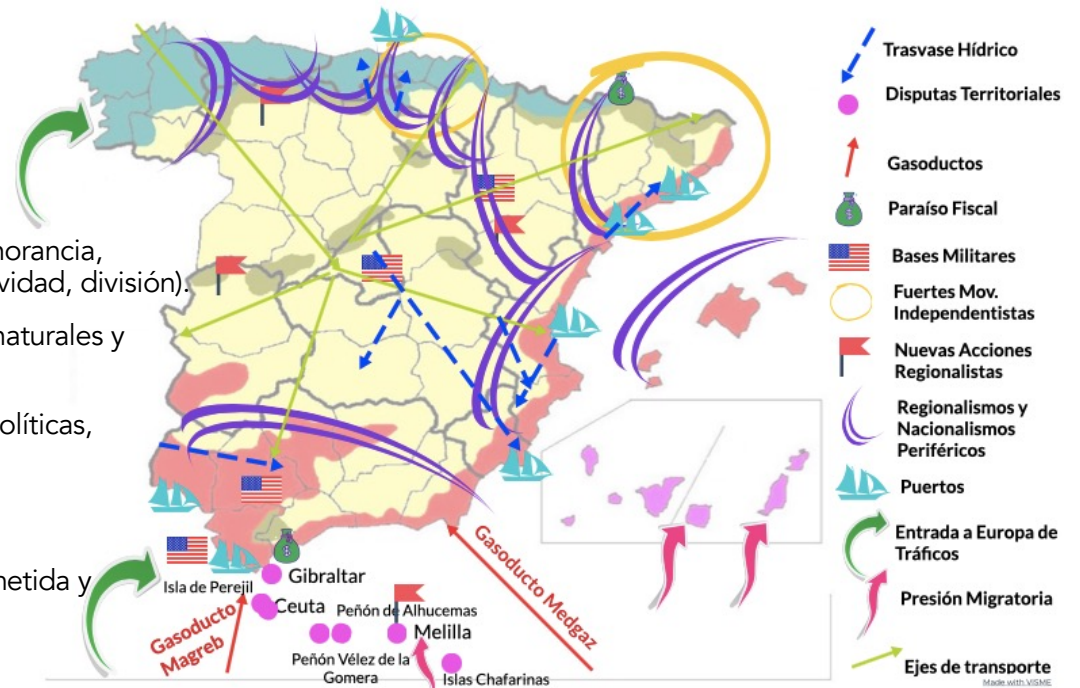 norancia,
vidad, división).
naturales y
olíticas,
netida y
Isla de Perejil
Gibraltar
Ceuta
Peñón de Alhucemas
Melilla
Peñón Vélez de la
Gomera
Islas Chafarinas
Gasoducto
Magreb
Gasoducto Medgaz
Trasvase Hídrico
Disputas Territoriales
Gasoductos
Paraíso Fiscal
Bases Militares
Fuertes Mov.
Independentistas
Nuevas Acciones
Regionalistas
Regionalismos y
Nacionalismos
Periféricos
Puertos
Entrada a Europa de
Tráficos
Presión Migratoria
Ejes de transporte
Made with VISME